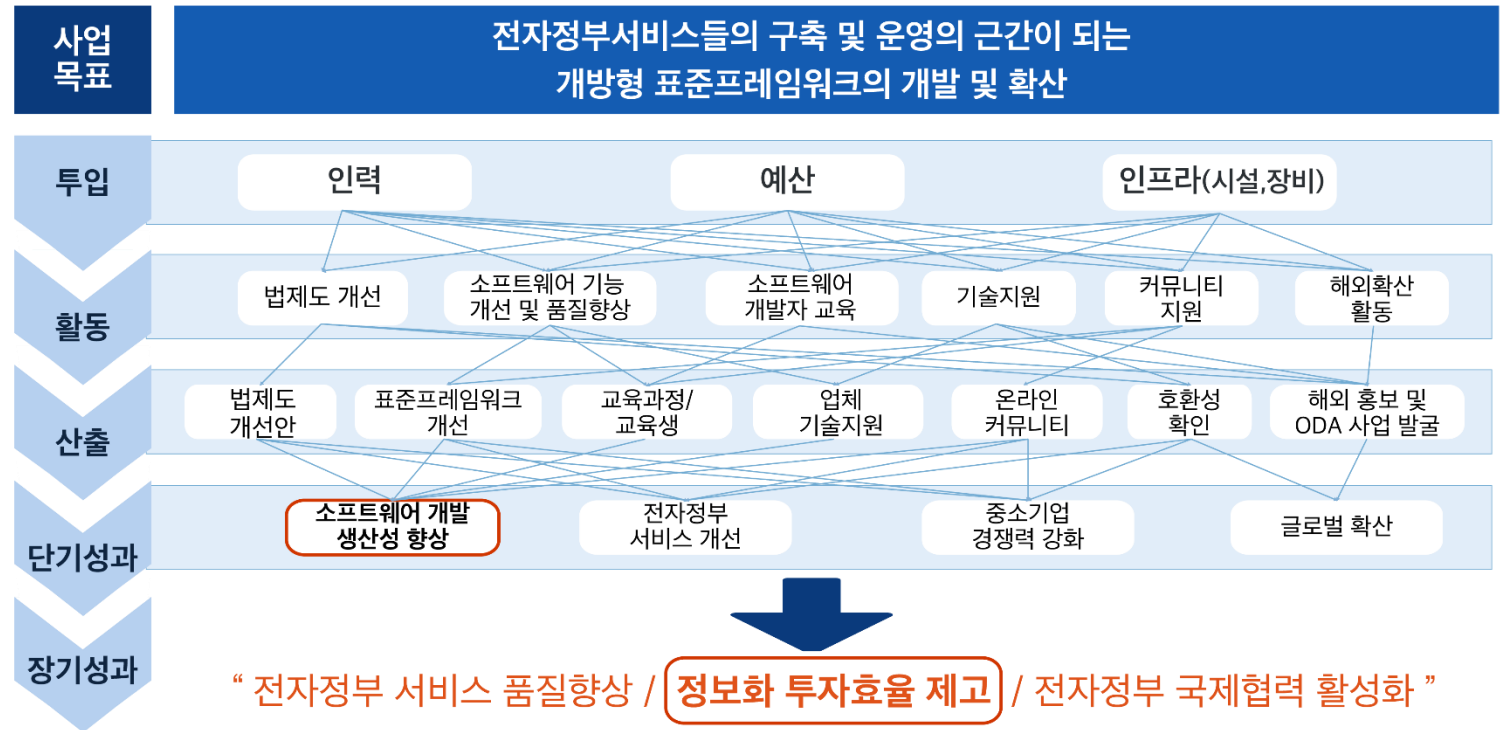 사업
목표
전자정부서비스들의 구축 및 운영의 근간이 되는
개방형 표준프레임워크의 개발 및 확산
투입
인력
예산
인프라(시설,장비)
활동
법제도 개선
소프트웨어 기능
개선 및 품질향상
소프트웨어
개발자 교육
기술지원
커뮤니티
지원
해외확산
활동
산출
법제도
개선안
표준프레임워크
개선
교육과정/
교육생
업체
기술지원
온라인
커뮤니티
호환성
확인
해외 홍보 및
ODA 사업 발굴
단기성과
소프트웨어 개발
생산성 향상
전자정부
서비스 개선
중소기업
경쟁력 강화
글로벌 확산
장기성과
“ 전자정부 서비스 품질향상 / 정보화 투자효율 제고 / 전자정부 국제협력 활성화 ”